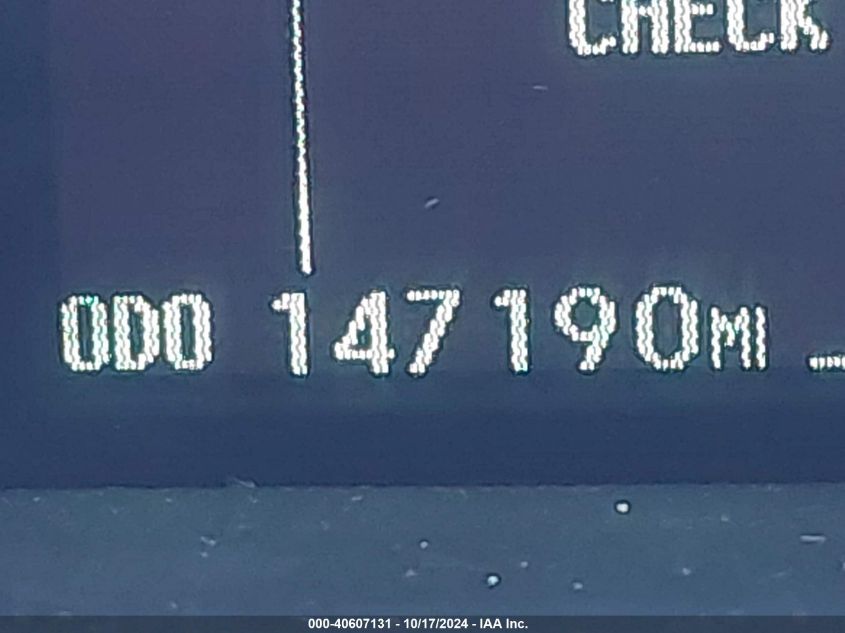 CHECK
ODO 147190MI
000-40607131 - 10/17/2024 - IAA Inc.